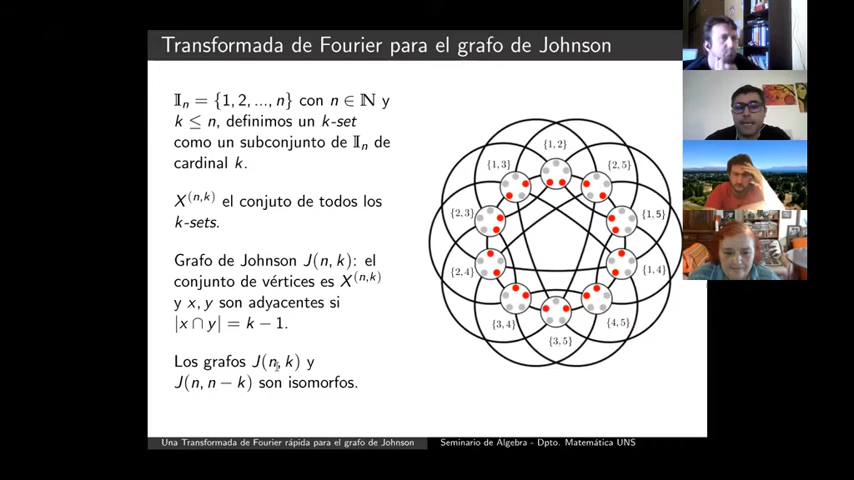 Transformada de Fourier para el grafo de Johnson
𝕀ₙ = {1, 2, ..., n} con n ∈ ℕ y
k ≤ n, definimos un k-set
como un subconjunto de 𝕀ₙ de
cardinal k.
X⁽ⁿ,ᵏ⁾ el conjuto de todos los
k-sets.
Grafo de Johnson J(n, k): el
conjunto de vértices es X⁽ⁿ,ᵏ⁾
y x, y son adyacentes si
|x ∩ y| = k − 1.
Los grafos J(n, k) y
J(n, n − k) son isomorfos.
{1, 2}
{1, 3}
{2, 5}
{2, 3}
{1, 5}
{2, 4}
{1, 4}
{3, 4}
{4, 5}
{3, 5}
Una Transformada de Fourier rápida para el grafo de Johnson
Seminario de Álgebra - Dpto. Matemática UNS